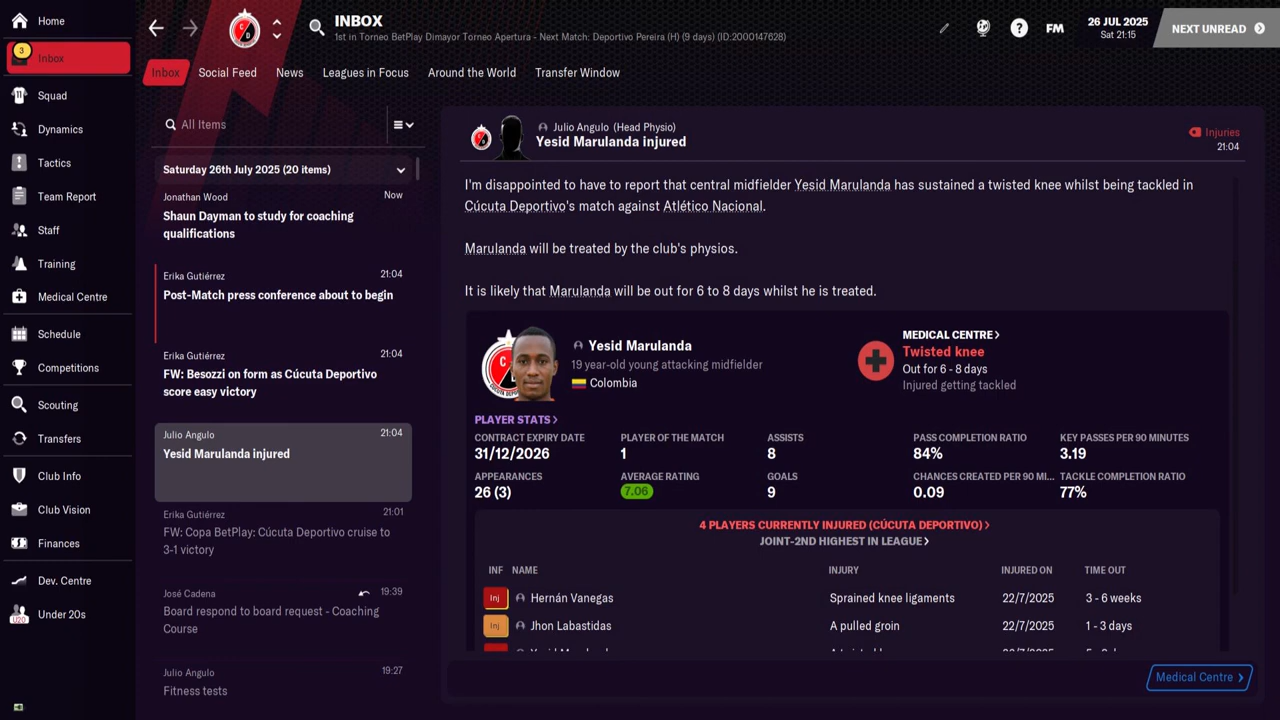 Home
3
Inbox
Squad
Dynamics
Tactics
Team Report
Staff
Training
Medical Centre
Schedule
Competitions
Scouting
Transfers
Club Info
Club Vision
Finances
Dev. Centre
U20
Under 20s
INBOX
1st in Torneo BetPlay Dimayor Torneo Apertura - Next Match: Deportivo Pereira (H) (9 days) (ID:2000147628)
?
FM
26 JUL 2025
Sat 21:15
NEXT UNREAD
Inbox
Social Feed
News
Leagues in Focus
Around the World
Transfer Window
All Items
Saturday 26th July 2025 (20 items)
Jonathan Wood
Now
Shaun Dayman to study for coaching
qualifications
Erika Gutiérrez
21:04
Post-Match press conference about to begin
Erika Gutiérrez
21:04
FW: Besozzi on form as Cúcuta Deportivo
score easy victory
Julio Angulo
21:04
Yesid Marulanda injured
Erika Gutiérrez
21:01
FW: Copa BetPlay: Cúcuta Deportivo cruise to
3-1 victory
José Cadena
19:39
Board respond to board request - Coaching
Course
Julio Angulo
19:27
Fitness tests
Julio Angulo (Head Physio)
Yesid Marulanda injured
Injuries
21:04
I'm disappointed to have to report that central midfielder Yesid Marulanda has sustained a twisted knee whilst being tackled in
Cúcuta Deportivo's match against Atlético Nacional.
Marulanda will be treated by the club's physios.
It is likely that Marulanda will be out for 6 to 8 days whilst he is treated.
Yesid Marulanda
19 year-old young attacking midfielder
Colombia
MEDICAL CENTRE>
Twisted knee
Out for 6 - 8 days
Injured getting tackled
PLAYER STATS>
CONTRACT EXPIRY DATE
31/12/2026
PLAYER OF THE MATCH
1
ASSISTS
8
PASS COMPLETION RATIO
84%
KEY PASSES PER 90 MINUTES
3.19
APPEARANCES
26 (3)
AVERAGE RATING
7.06
GOALS
9
CHANCES CREATED PER 90 MI...
0.09
TACKLE COMPLETION RATIO
77%
4 PLAYERS CURRENTLY INJURED (CÚCUTA DEPORTIVO)>
JOINT-2ND HIGHEST IN LEAGUE>
INF NAME INJURY INJURED ON TIME OUT
Inj Hernán Vanegas Sprained knee ligaments 22/7/2025 3 - 6 weeks
Inj Jhon Labastidas A pulled groin 22/7/2025 1 - 3 days
Medical Centre >